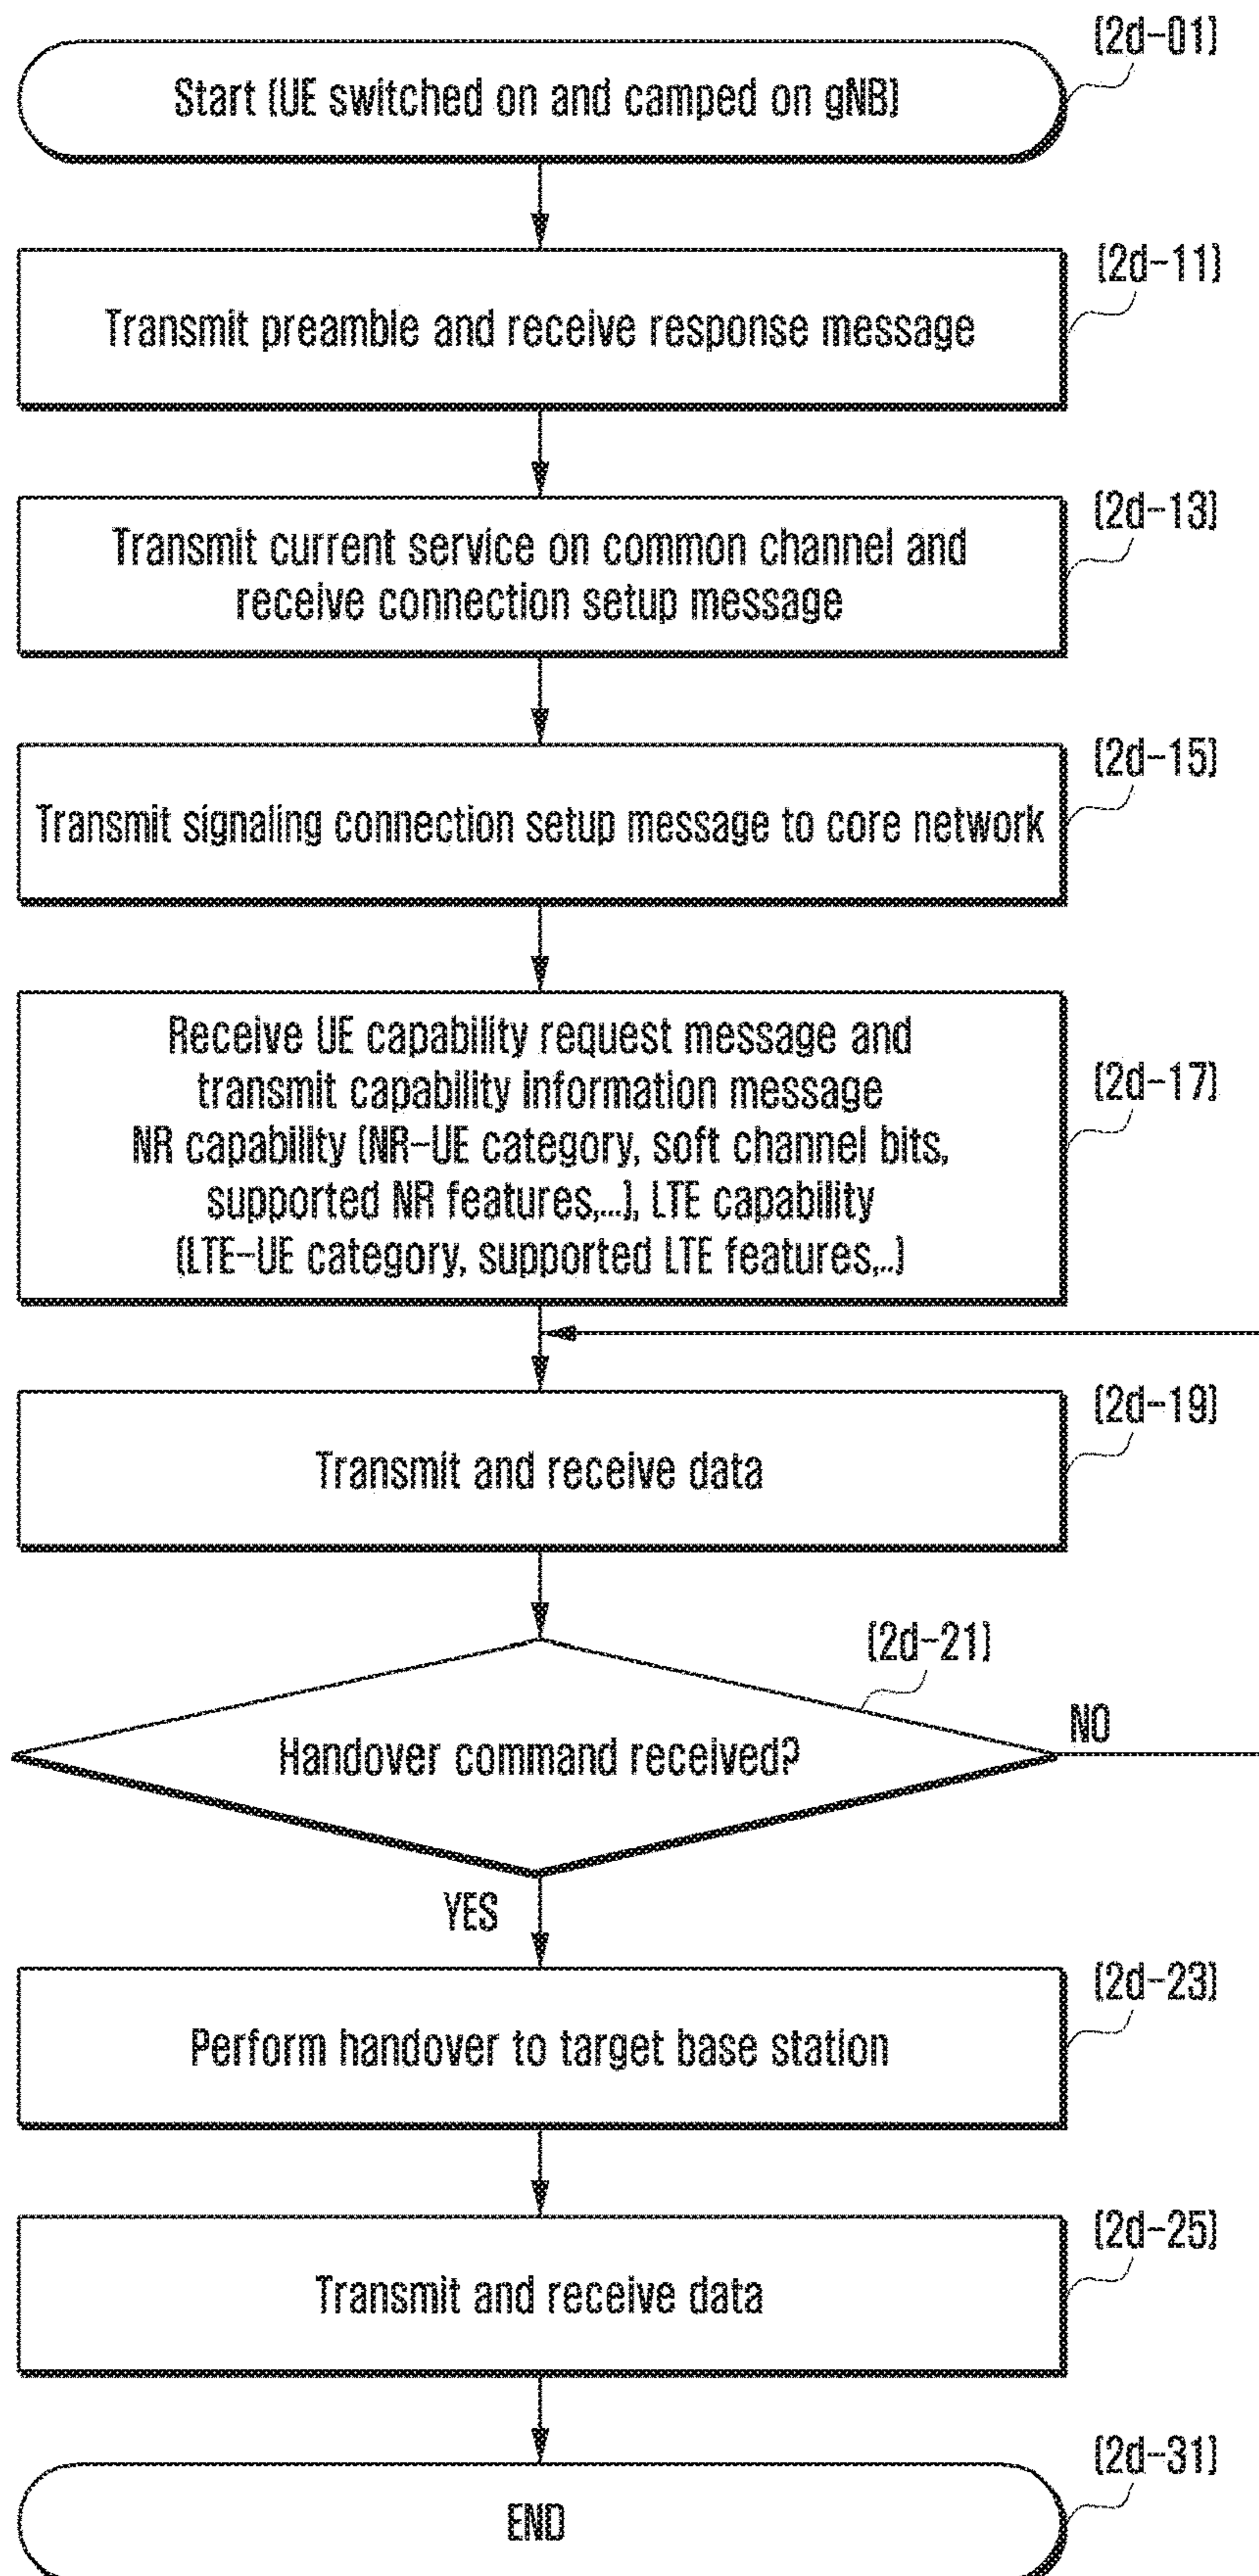 (2d-01)
Start (UE switched on and camped on gNB)
(2d-11)
Transmit preamble and receive response message
(2d-13)
Transmit current service on common channel and
receive connection setup message
(2d-15)
Transmit signaling connection setup message to core network
(2d-17)
Receive UE capability request message and
transmit capability information message
NR capability (NR-UE category, soft channel bits,
supported NR features,...), LTE capability
(LTE-UE category, supported LTE features,..)
(2d-19)
Transmit and receive data
(2d-21)
Handover command received?
NO
YES
(2d-23)
Perform handover to target base station
(2d-25)
Transmit and receive data
(2d-31)
END